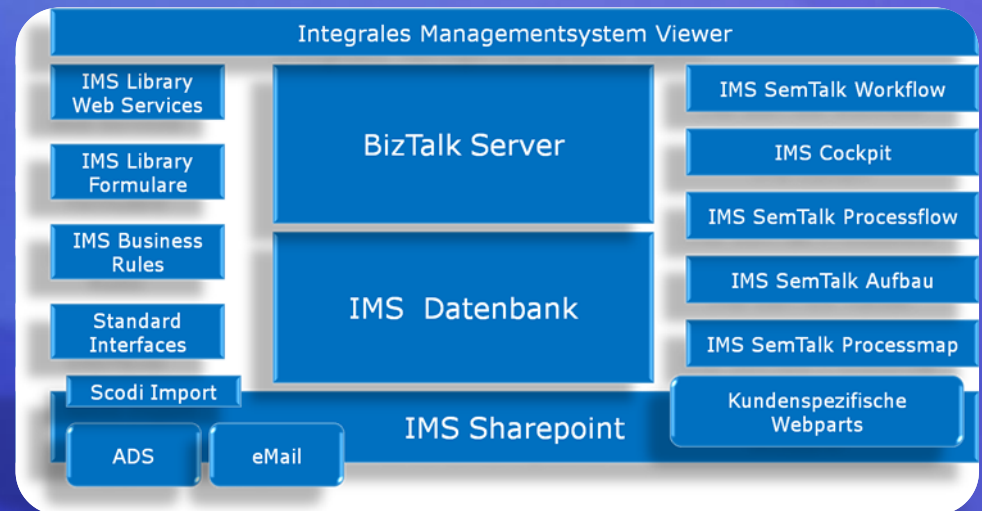 Integrales Managementsystem Viewer
IMS Library
Web Services
IMS Library
Formulare
IMS Business
Rules
Standard
Interfaces
Scodi Import
ADS
eMail
BizTalk Server
IMS Datenbank
IMS Sharepoint
IMS SemTalk Workflow
IMS Cockpit
IMS SemTalk Processflow
IMS SemTalk Aufbau
IMS SemTalk Processmap
Kundenspezifische
Webparts